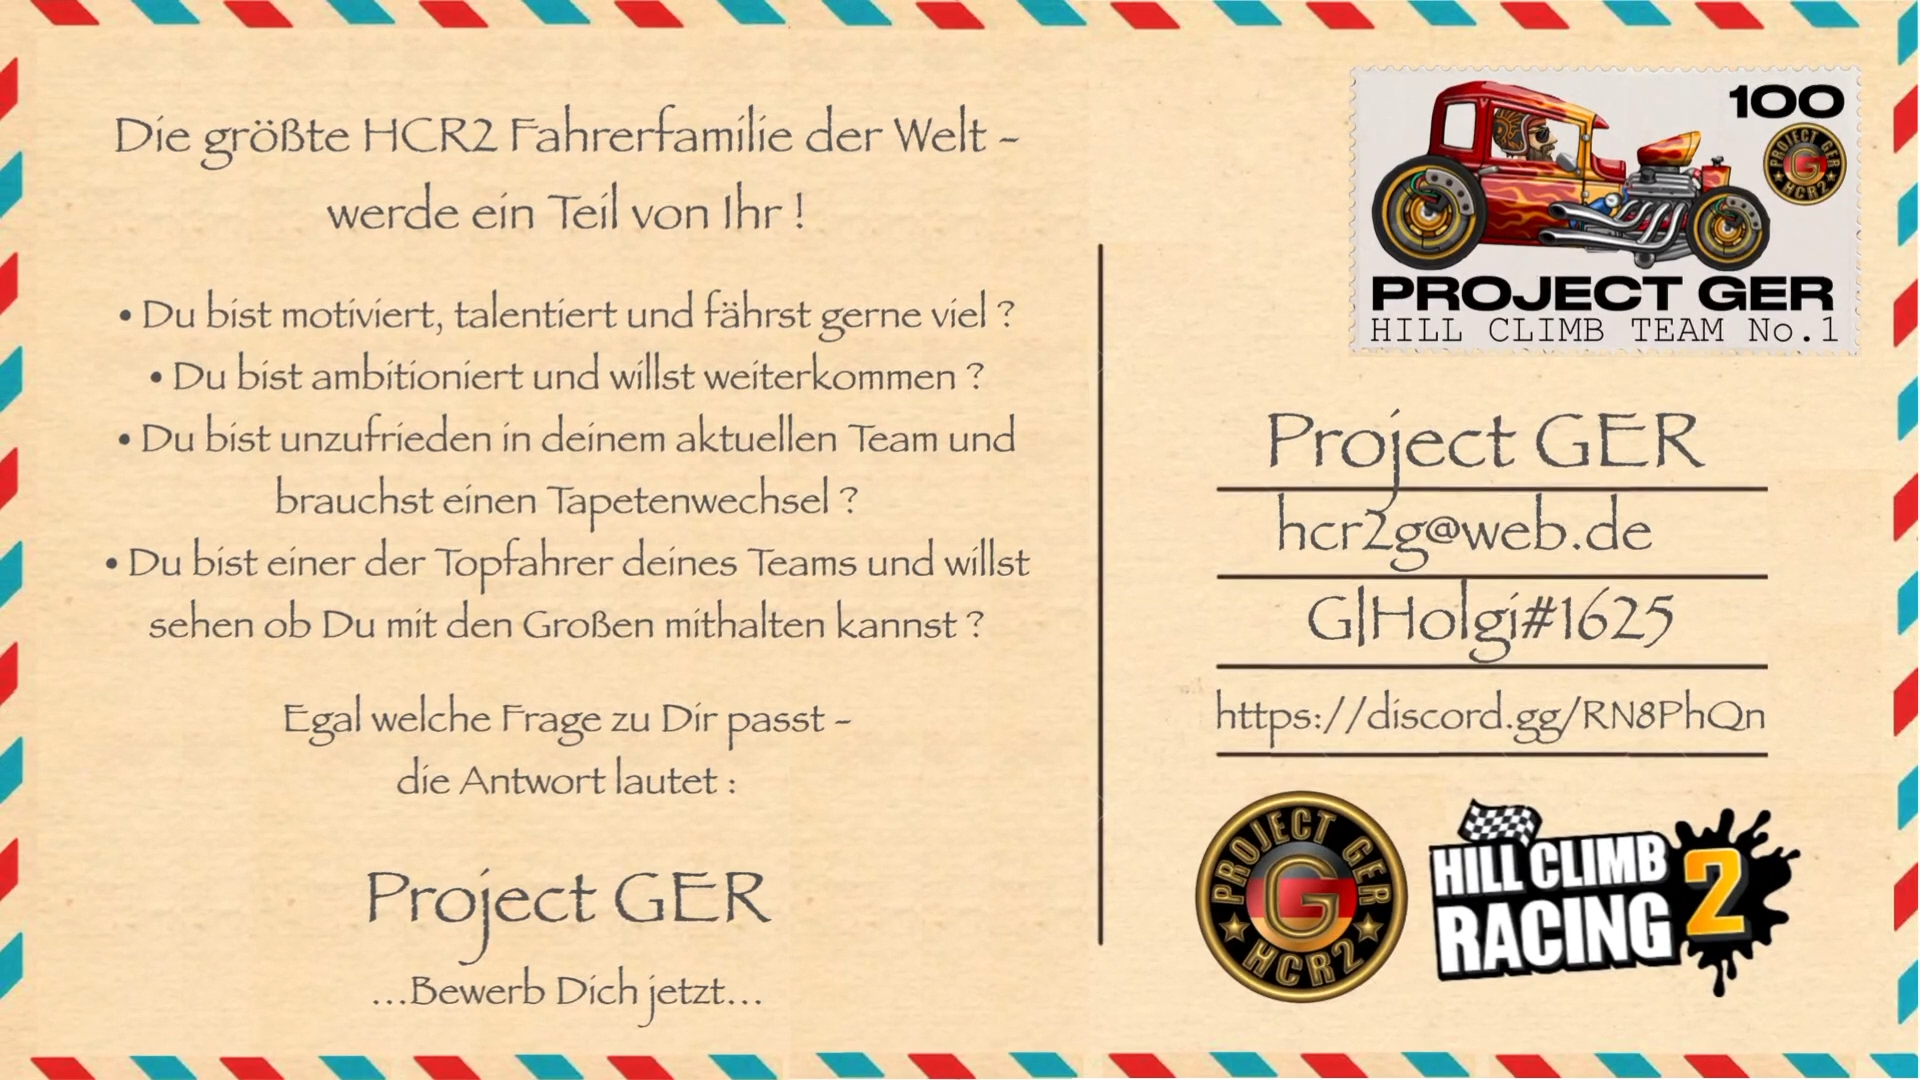 Die größte HCR2 Fahrerfamilie der Welt -
werde ein Teil von Ihr !
• Du bist motiviert, talentiert und fährst gerne viel ?
• Du bist ambitioniert und willst weiterkommen ?
• Du bist unzufrieden in deinem aktuellen Team und
brauchst einen Tapetenwechsel ?
• Du bist einer der Topfahrer deines Teams und willst
sehen ob Du mit den Großen mithalten kannst ?
Egal welche Frage zu Dir passt -
die Antwort lautet :
Project GER
...Bewerb Dich jetzt...
100
PROJECT GER
G
HCR2
PROJECT GER
HILL CLIMB TEAM No.1
Project GER
hcr2g@web.de
G|Holgi#1625
https://discord.gg/RN8PhQn
PROJECT GER
G
HCR2
HILL CLIMB
RACING 2